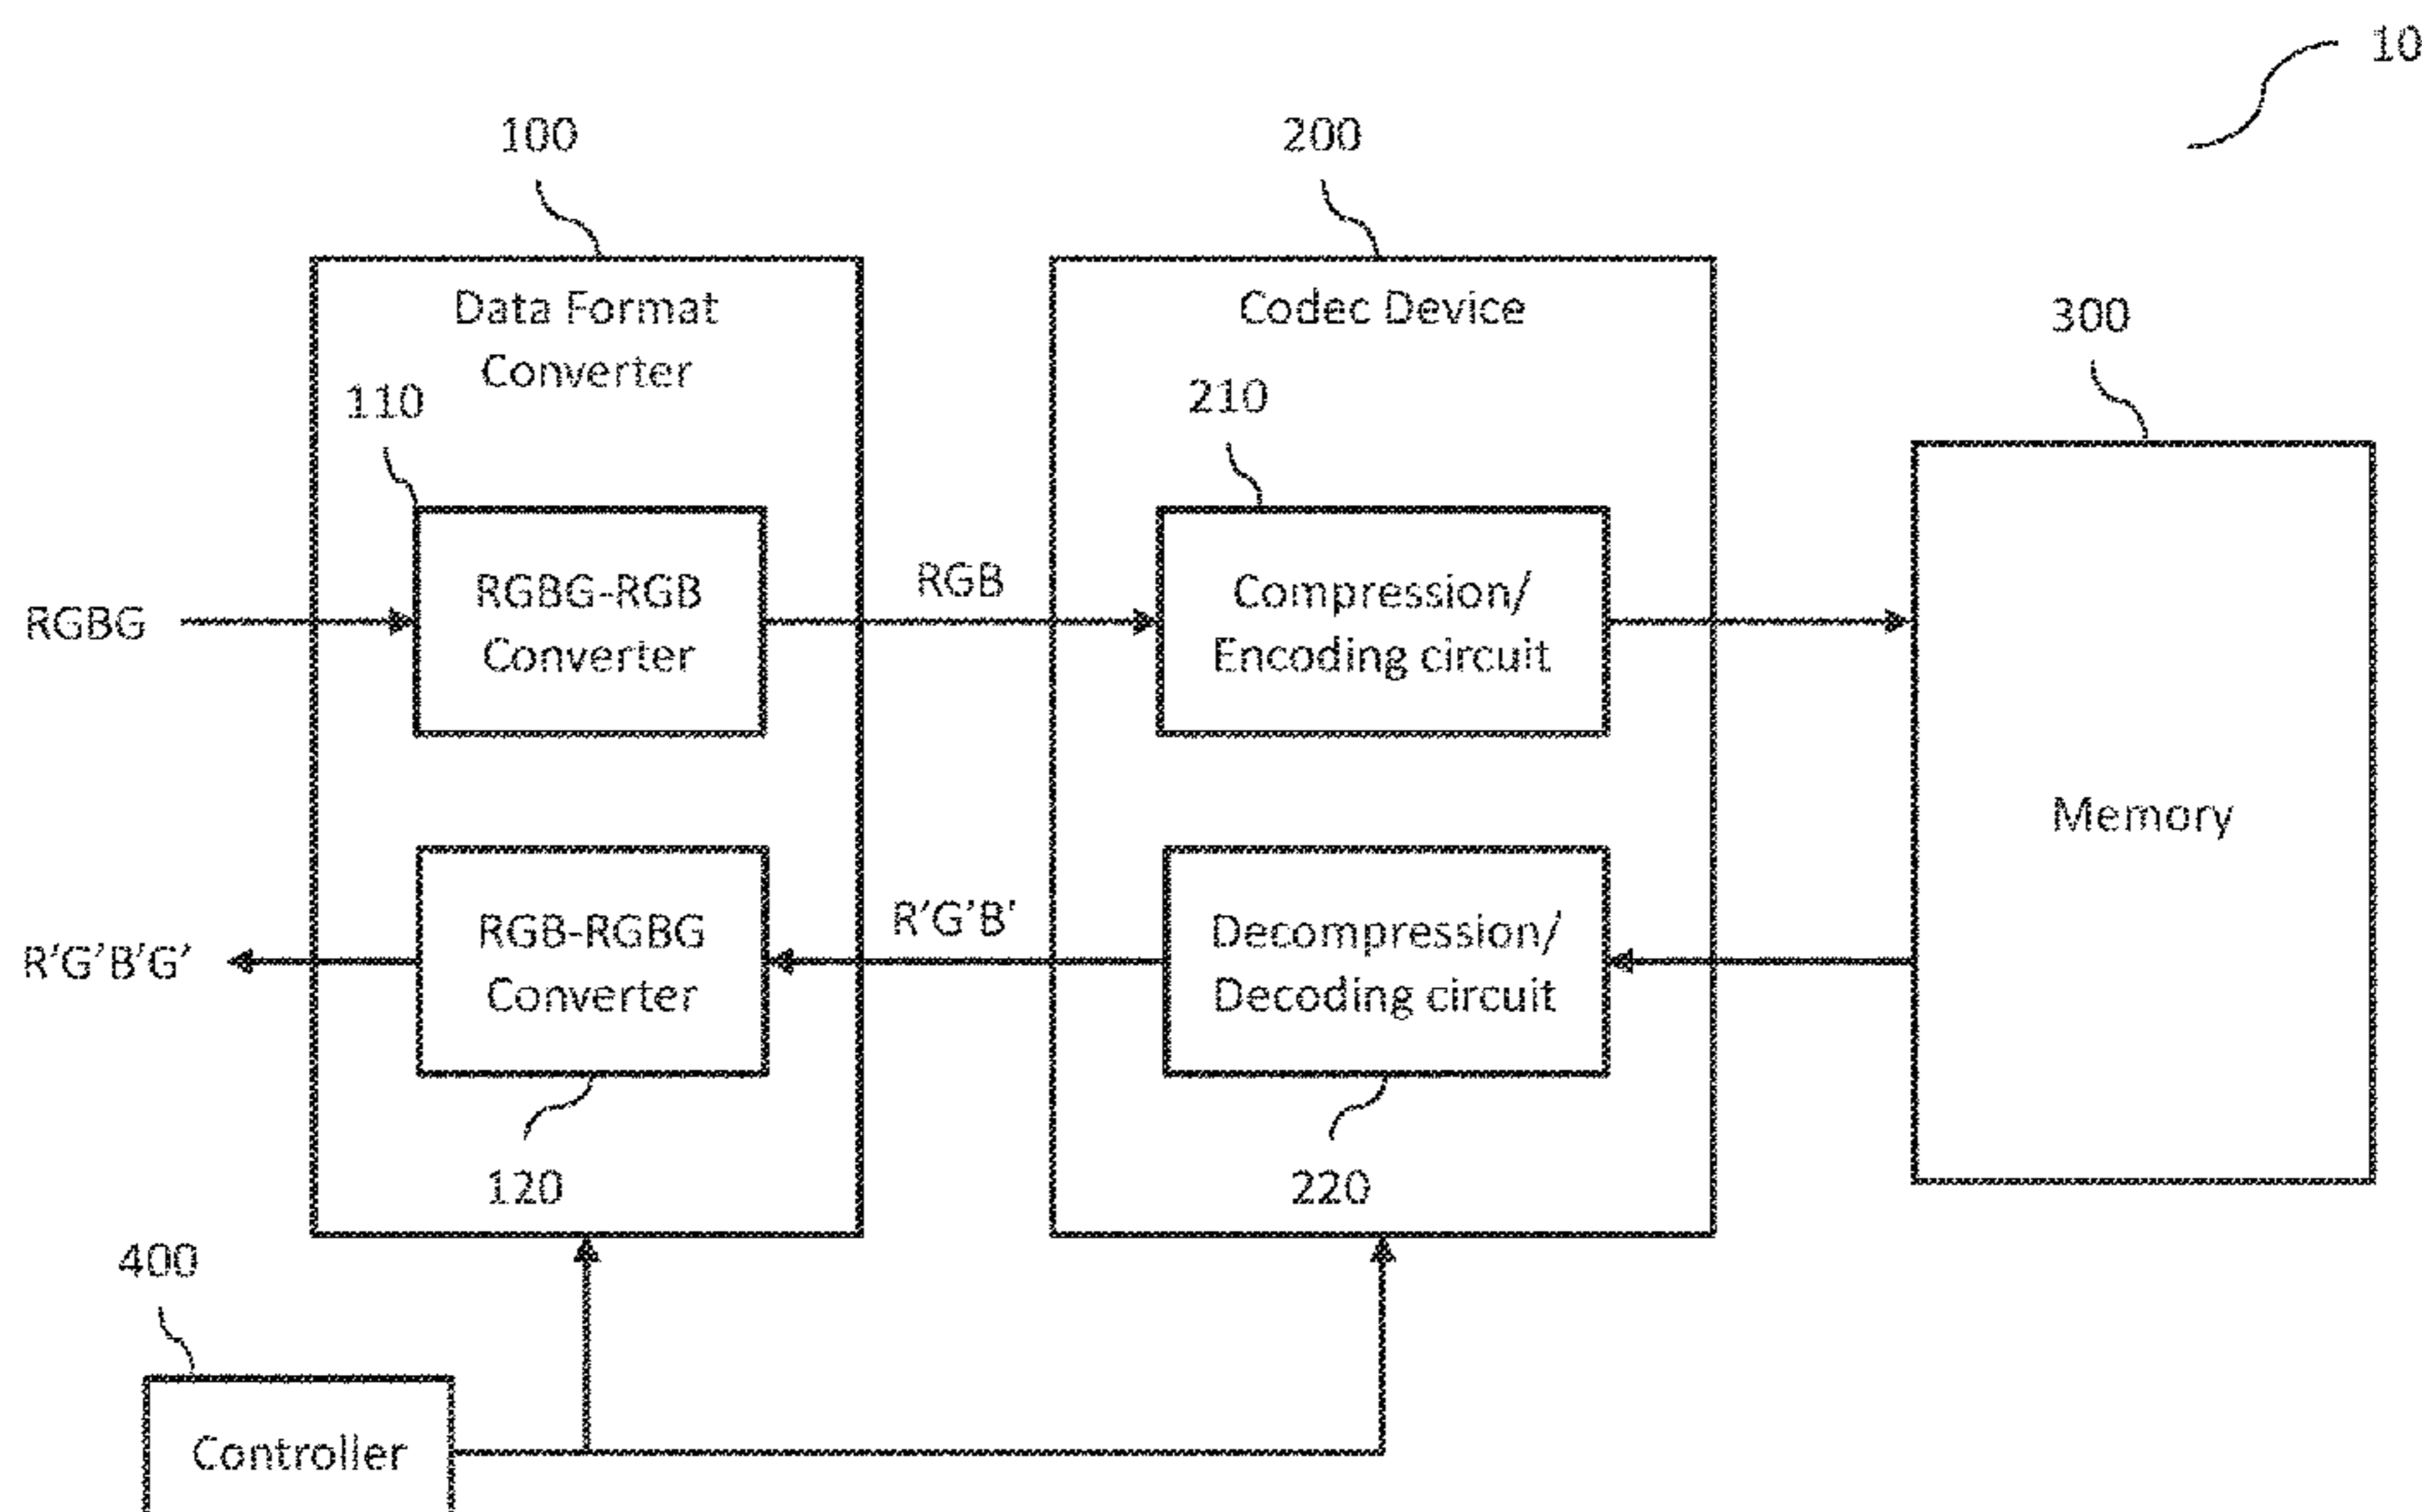 10
100
200
Data Format
Converter
Codec Device
300
110
210
RGBG
RGBG-RGB
Converter
RGB
Compression/
Encoding circuit
Memory
R'G'B'G'
RGB-RGBG
Converter
R'G'B'
Decompression/
Decoding circuit
120
220
400
Controller